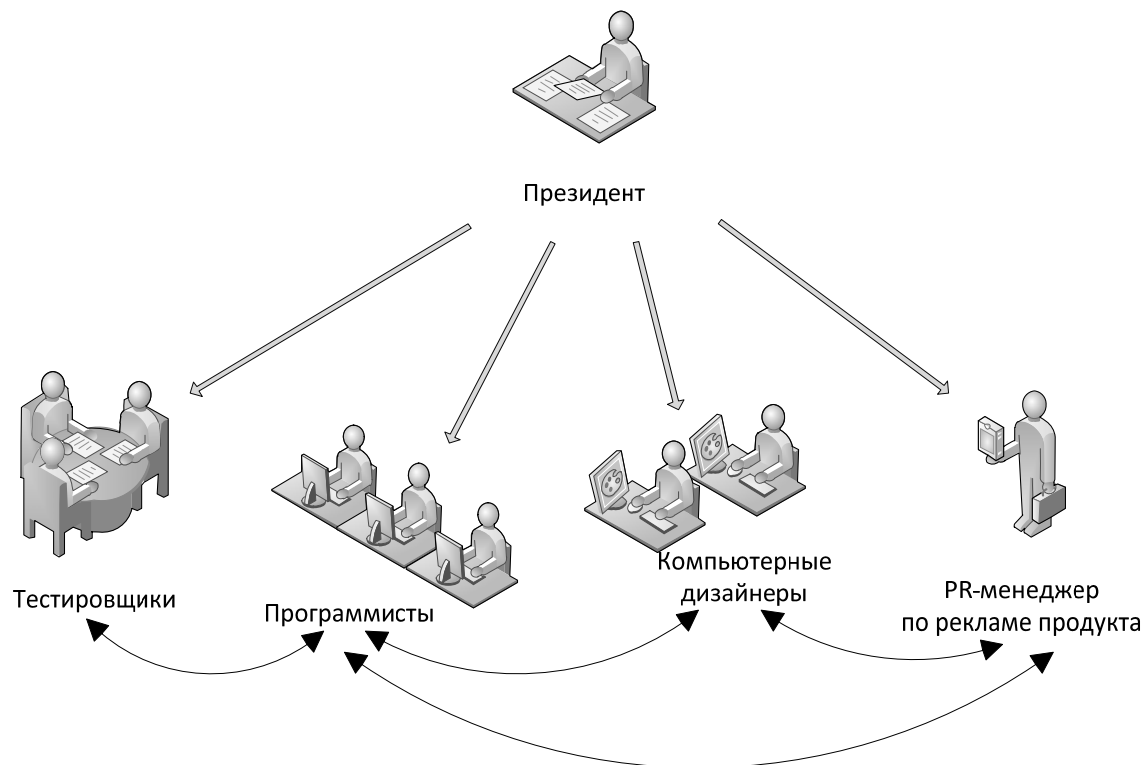 Президент
Тестировщики
Программисты
Компьютерные
дизайнеры
PR-менеджер
по рекламе продукта